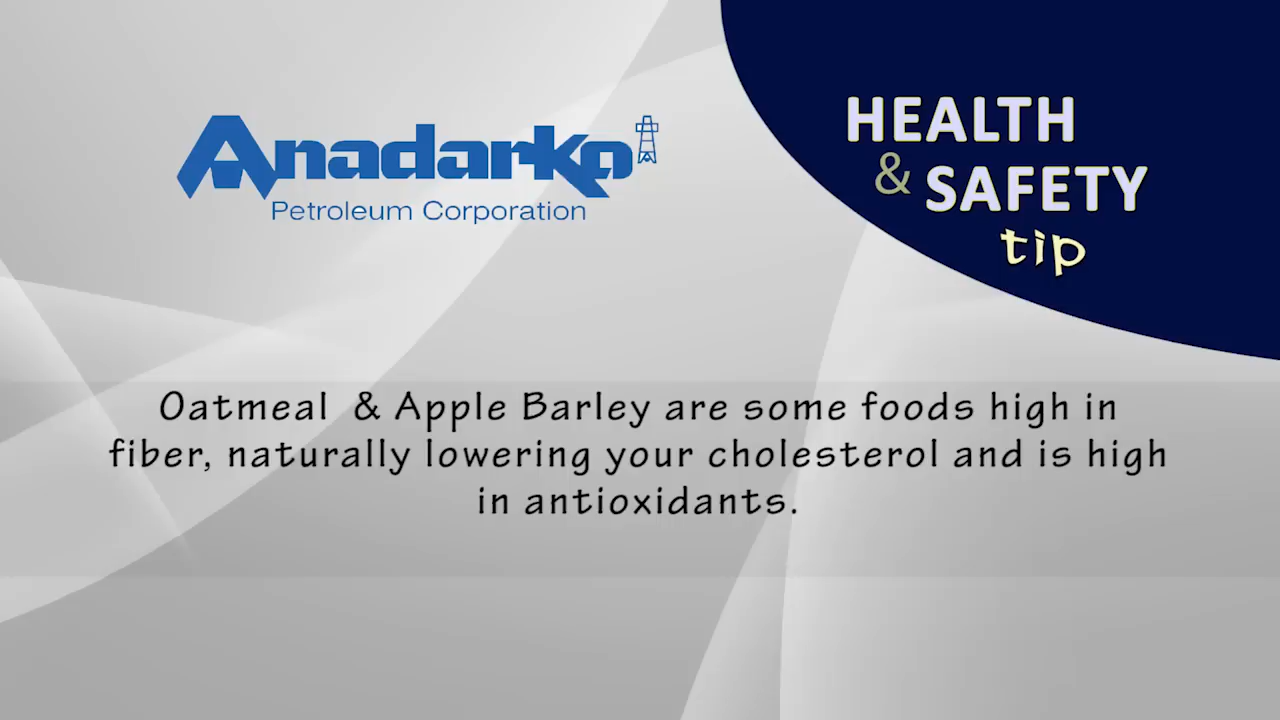 Anadarko
Petroleum Corporation
HEALTH
& SAFETY
tip
Oatmeal & Apple Barley are some foods high in
fiber, naturally lowering your cholesterol and is high
in antioxidants.